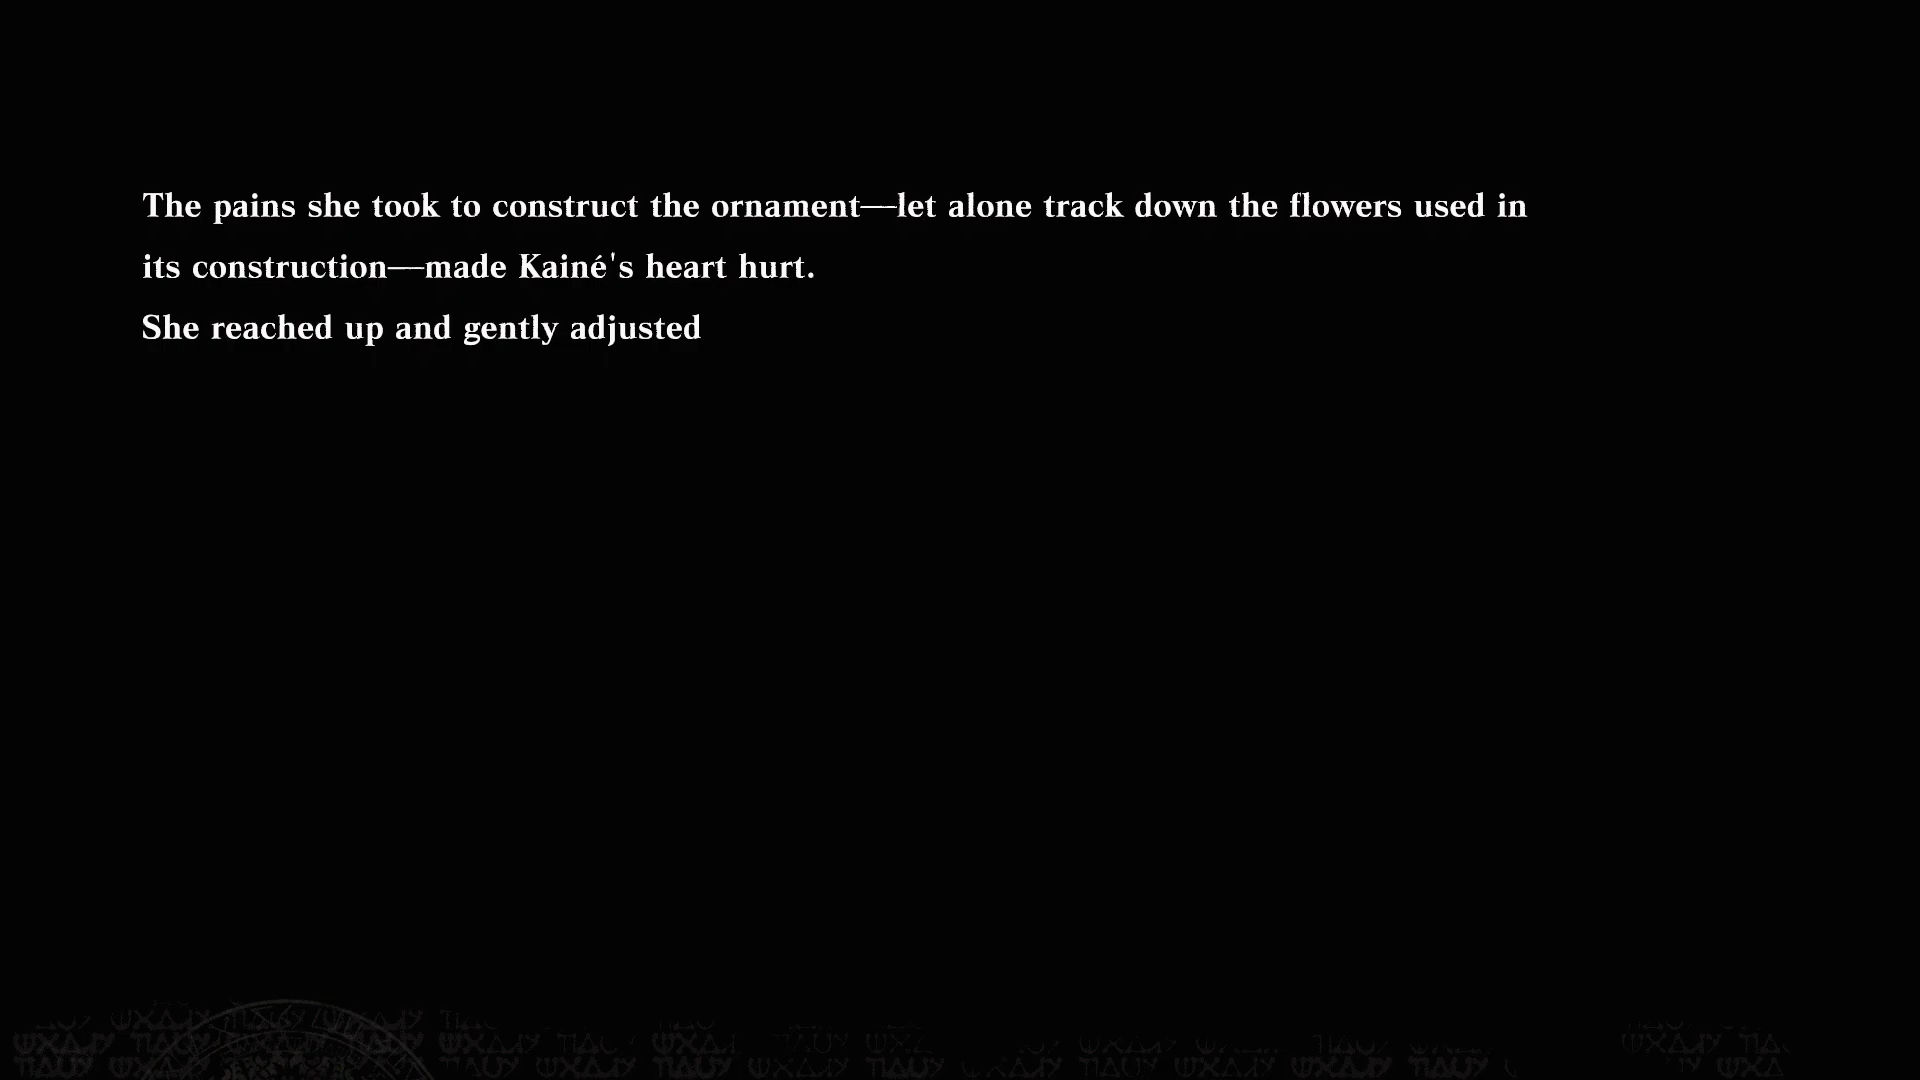 The pains she took to construct the ornament—let alone track down the flowers used in
its construction—made Kainé's heart hurt.
She reached up and gently adjusted